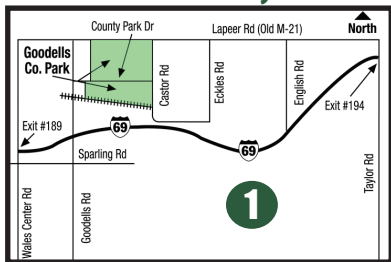 County Park Dr
Lapeer Rd (Old M-21)
North
Goodells
Co. Park
Castor Rd
Eckles Rd
English Rd
Exit #194
Exit #189
69
69
Sparling Rd
Wales Center Rd
Goodells Rd
1
Taylor Rd